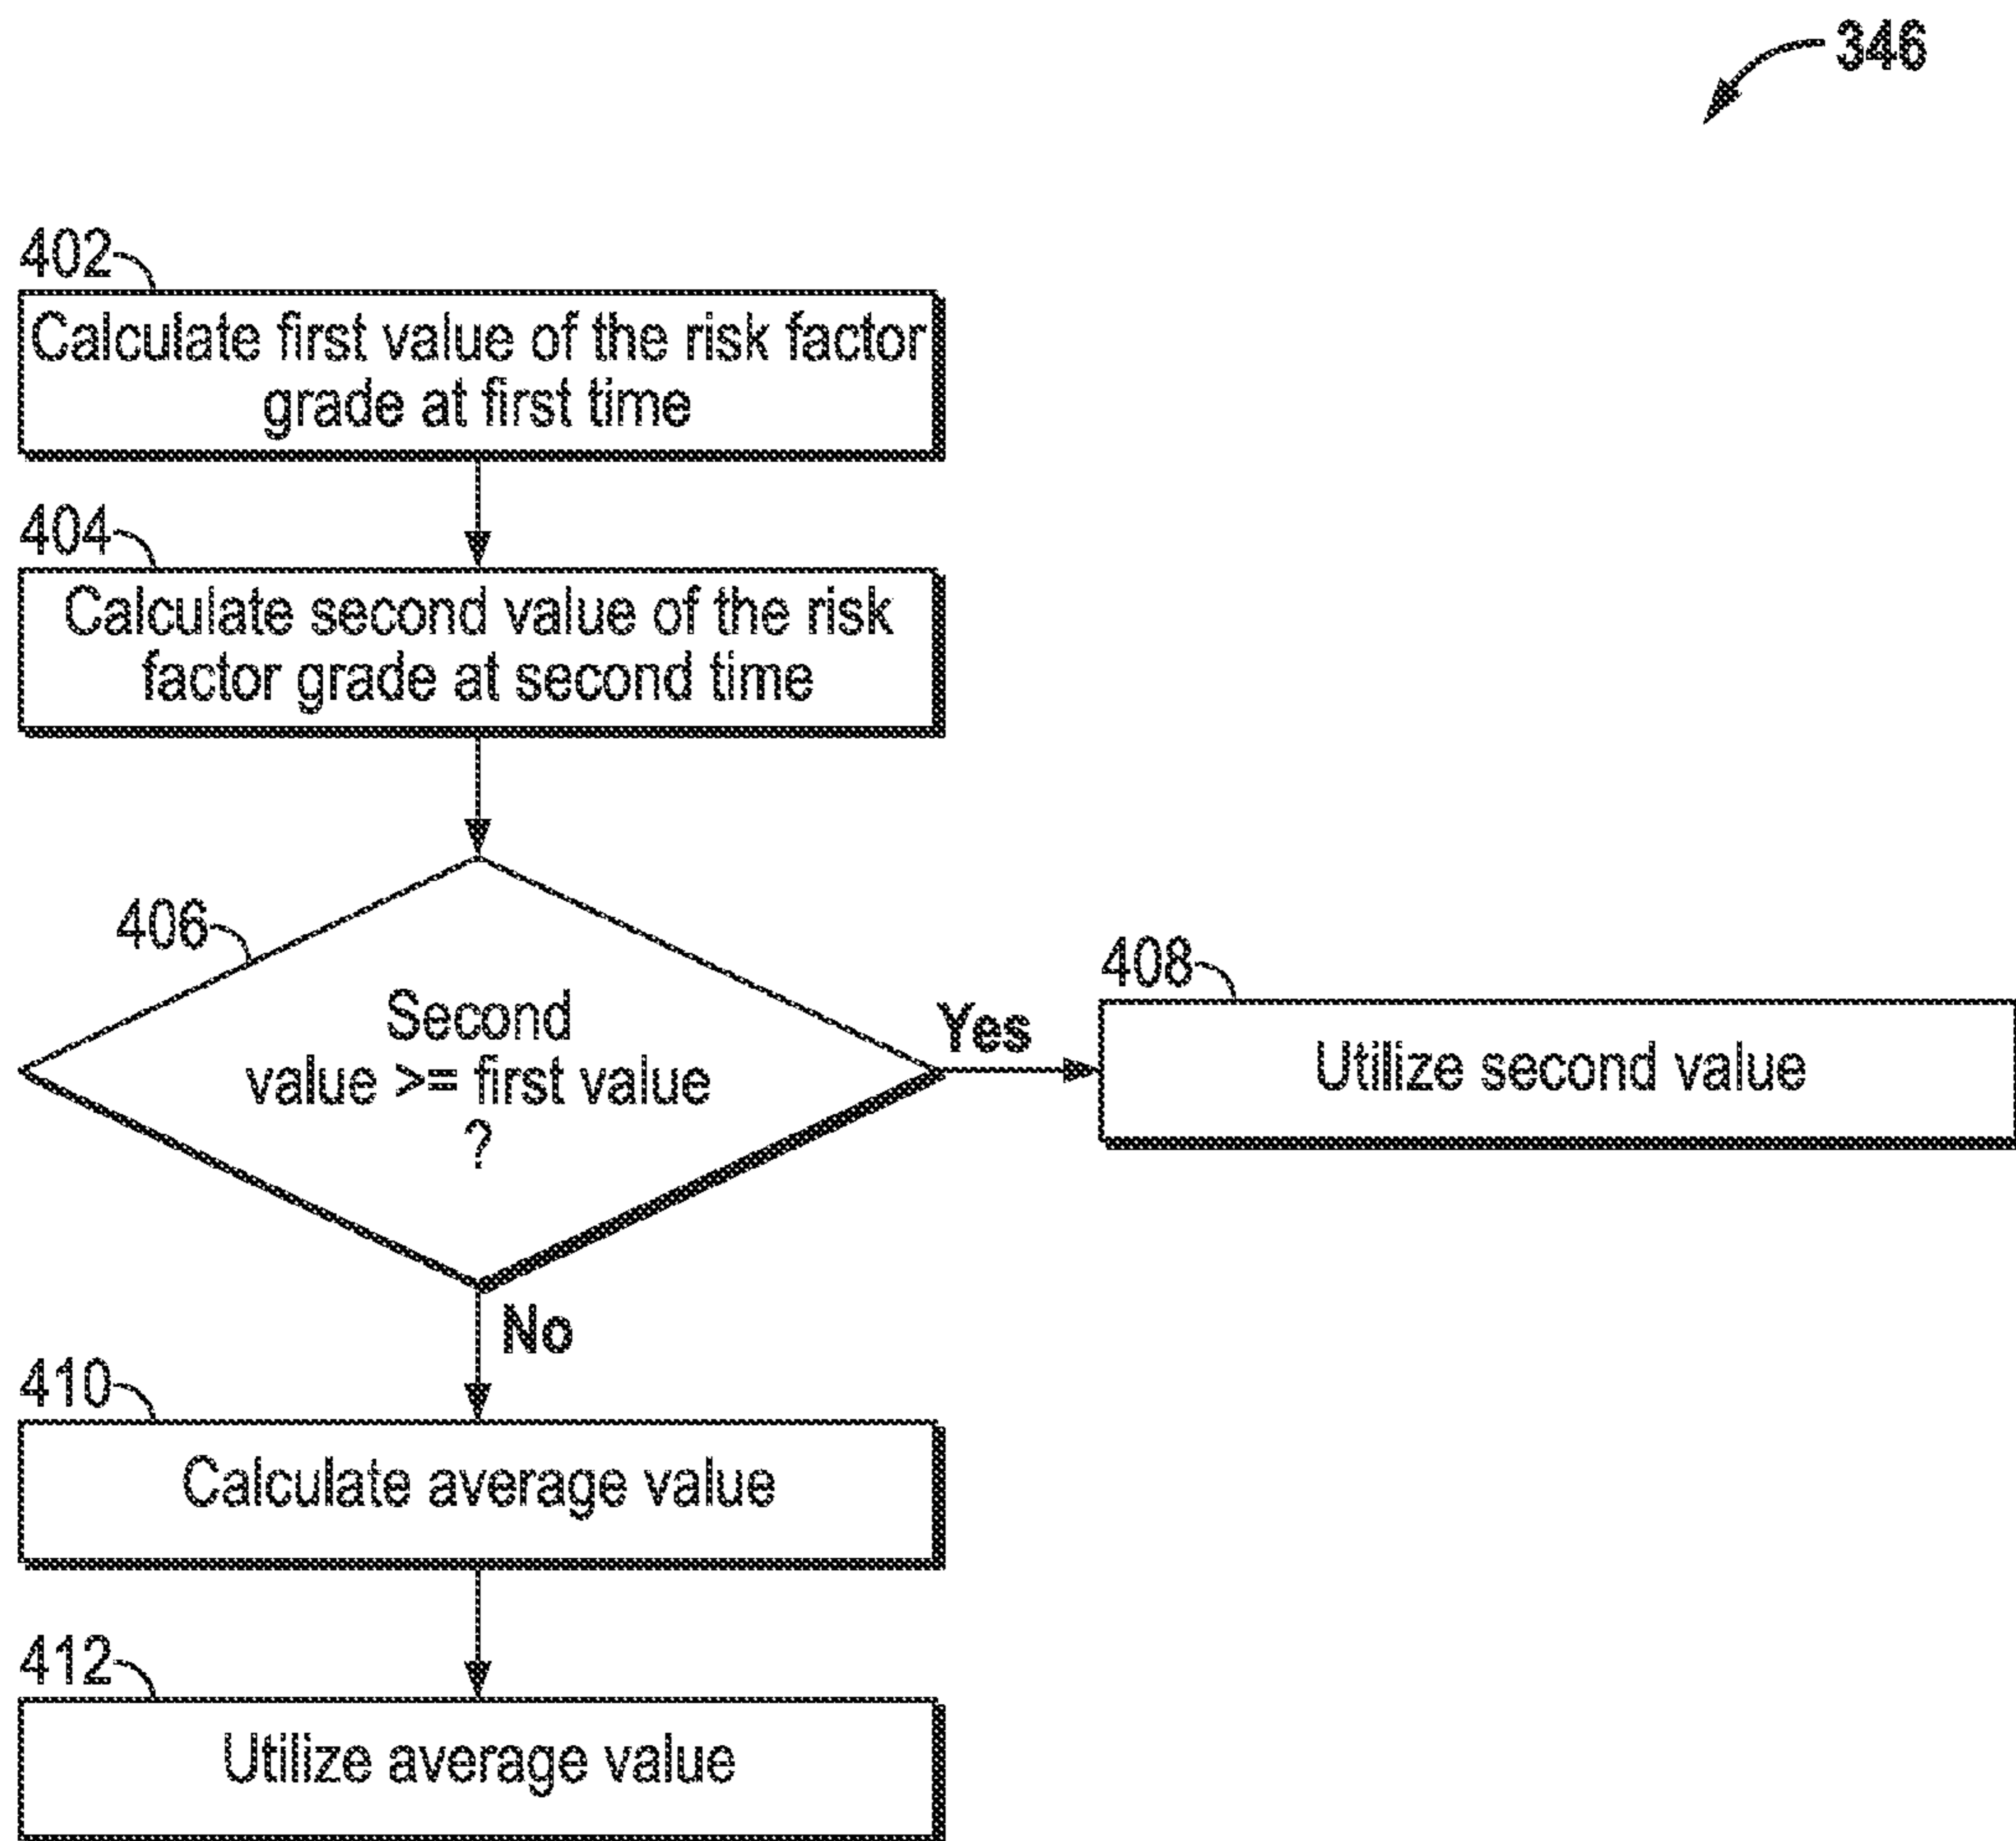 346
402
Calculate first value of the risk factor
grade at first time
404
Calculate second value of the risk
factor grade at second time
406
Second
value >= first value
?
Yes
408
Utilize second value
No
410
Calculate average value
412
Utilize average value